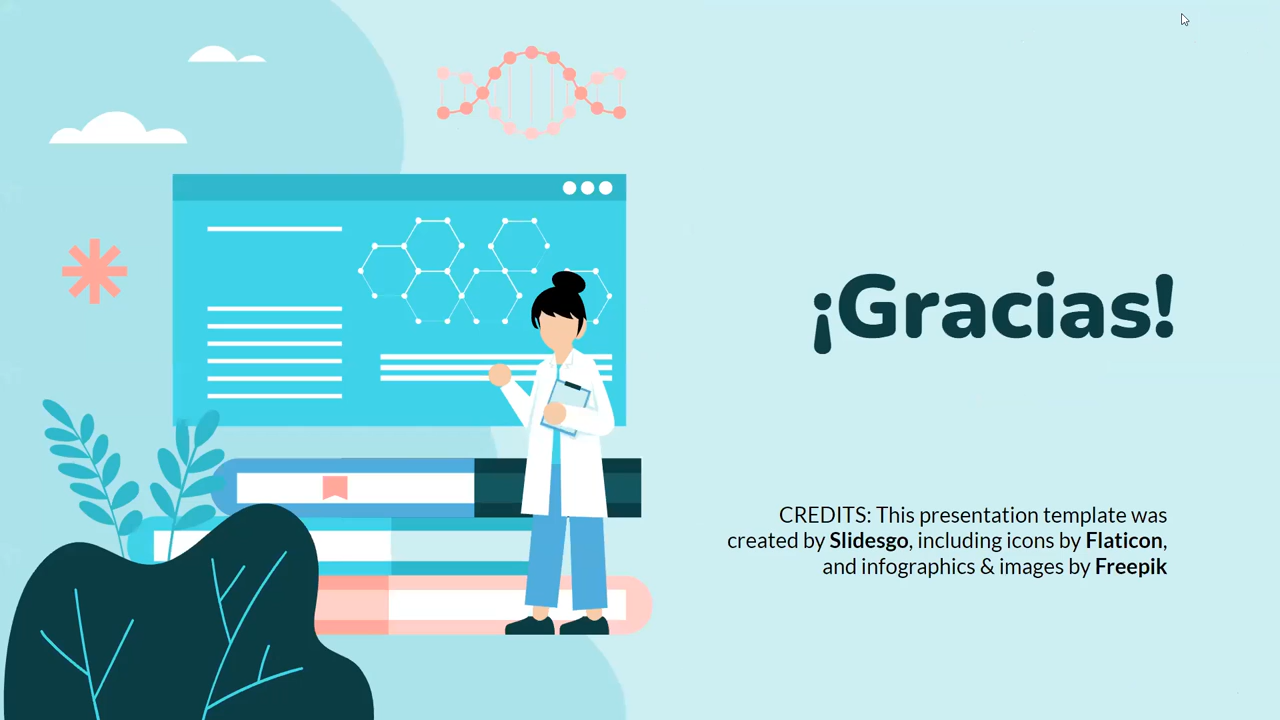 ¡Gracias!
CREDITS: This presentation template was
created by Slidesgo, including icons by Flaticon,
and infographics & images by Freepik